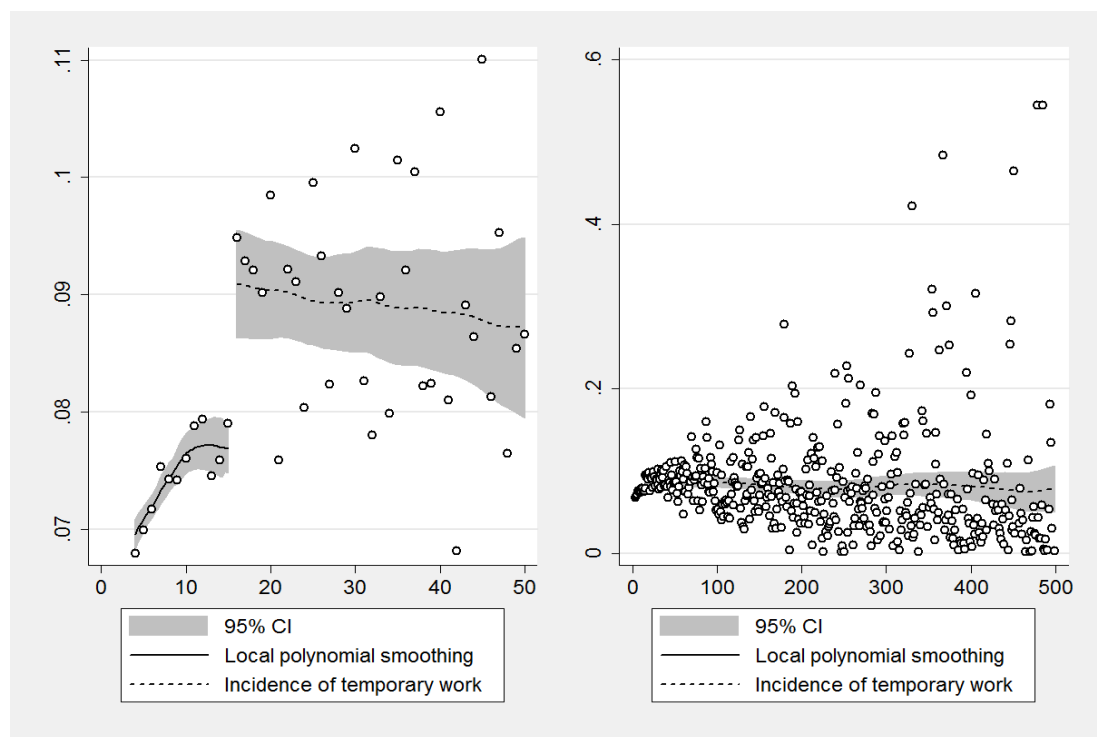 .11
.1
.09
.08
.07
0 10 20 30 40 50
95% CI
Local polynomial smoothing
Incidence of temporary work
.6
.4
.2
0
0 100 200 300 400 500
95% CI
Local polynomial smoothing
Incidence of temporary work